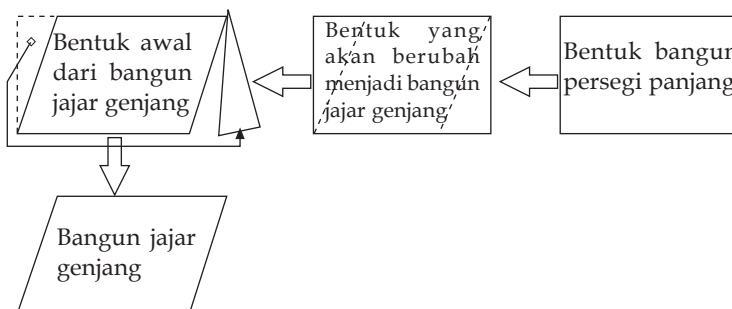 Bentuk awal
dari bangun
jajar genjang
Bentuk yang
akan berubah
menjadi bangun
jajar genjang
Bentuk bangun
persegi panjang
Bangun jajar
genjang